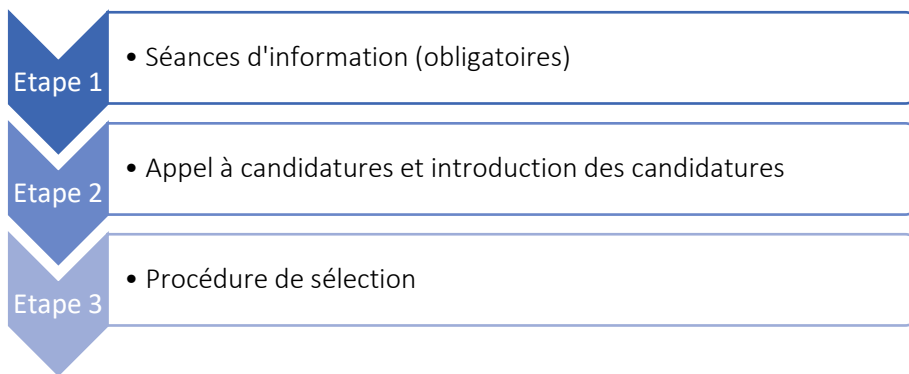 Etape 1
• Séances d'information (obligatoires)
Etape 2
• Appel à candidatures et introduction des candidatures
Etape 3
• Procédure de sélection